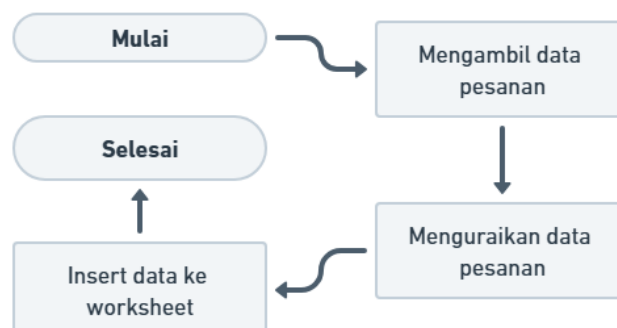 Mulai
Mengambil data
pesanan
Menguraikan data
pesanan
Insert data ke
worksheet
Selesai